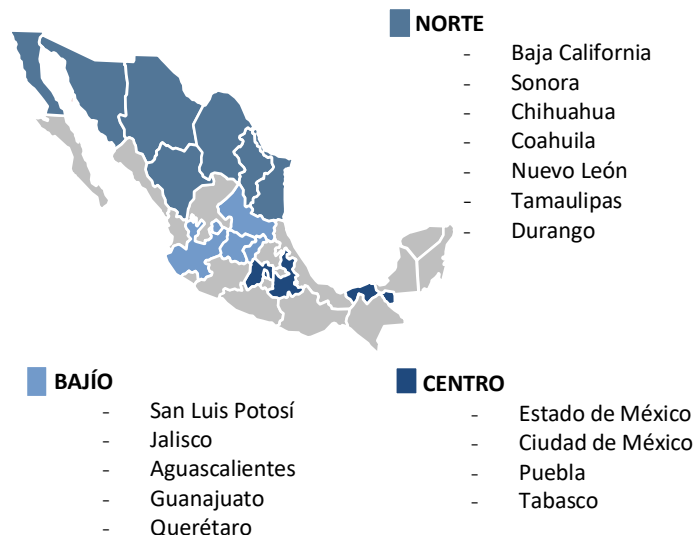 NORTE
- Baja California
- Sonora
- Chihuahua
- Coahuila
- Nuevo León
- Tamaulipas
- Durango
BAJÍO
- San Luis Potosí
- Jalisco
- Aguascalientes
- Guanajuato
- Querétaro
CENTRO
- Estado de México
- Ciudad de México
- Puebla
- Tabasco